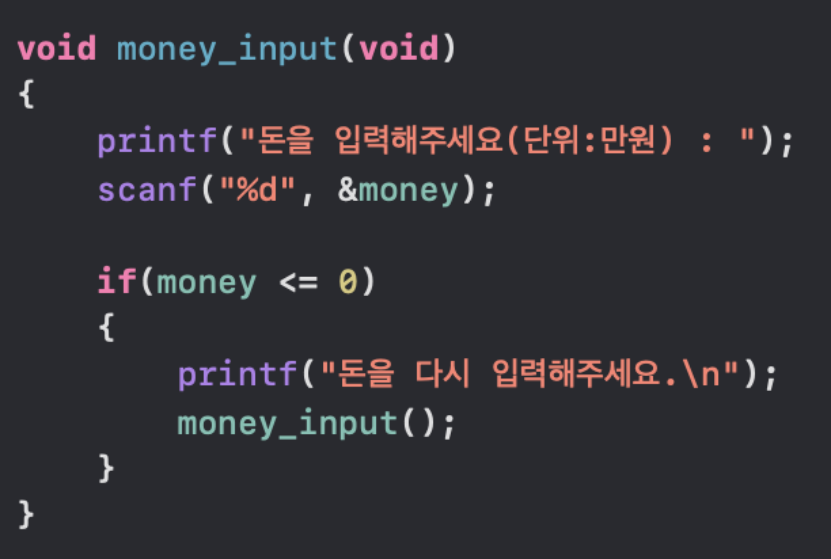 void money_input(void)
{
printf("돈을 입력해주세요(단위:만원) : ");
scanf("%d", &money);
if(money <= 0)
{
printf("돈을 다시 입력해주세요.\n");
money_input();
}
}